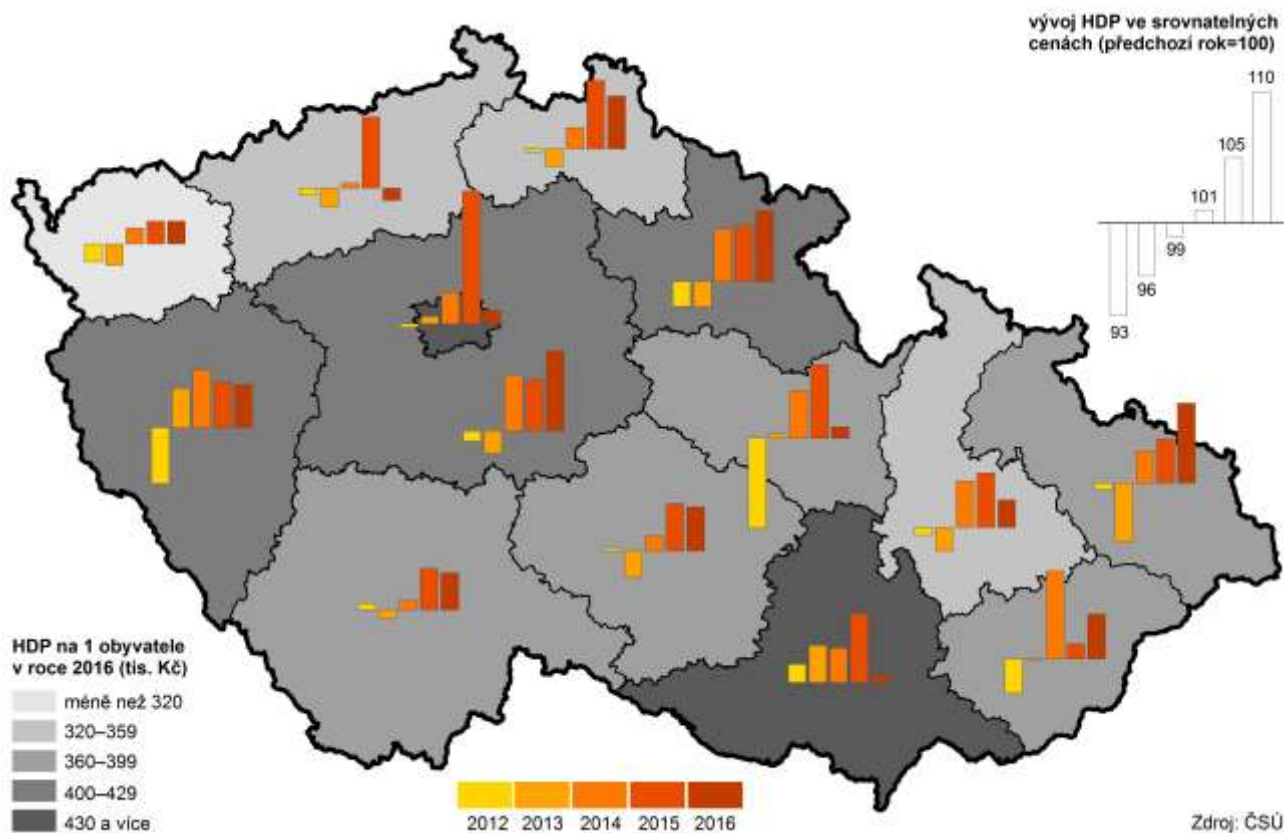 vývoj HDP ve srovnatelných
cenách (předchozí rok=100)
110
105
101
99
96
93
HDP na 1 obyvatele
v roce 2016 (tis. Kč)
méně než 320
320–359
360–399
400–429
430 a více
2012 2013 2014 2015 2016
Zdroj: ČSÚ